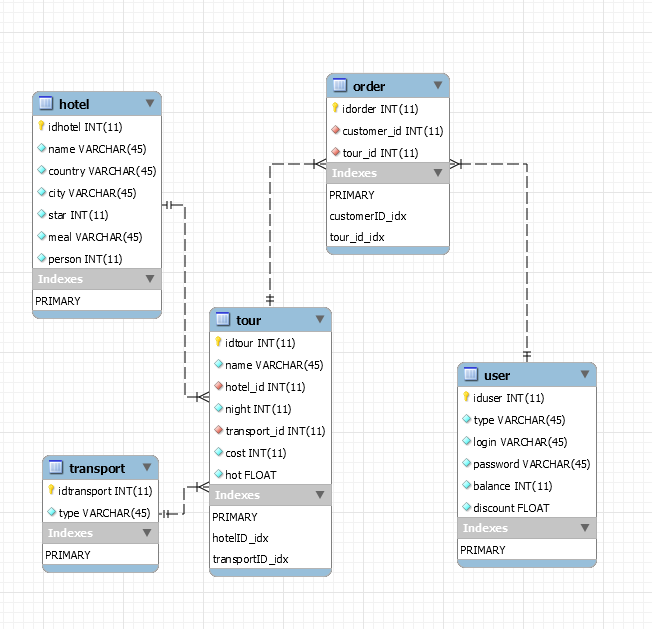 hotel
idhotel INT(11)
name VARCHAR(45)
country VARCHAR(45)
city VARCHAR(45)
star INT(11)
meal VARCHAR(45)
person INT(11)
Indexes
PRIMARY
order
idorder INT(11)
customer_id INT(11)
tour_id INT(11)
Indexes
PRIMARY
customerID_idx
tour_id_idx
tour
idtour INT(11)
name VARCHAR(45)
hotel_id INT(11)
night INT(11)
transport_id INT(11)
cost INT(11)
hot FLOAT
Indexes
PRIMARY
hotelID_idx
transportID_idx
user
iduser INT(11)
type VARCHAR(45)
login VARCHAR(45)
password VARCHAR(45)
balance INT(11)
discount FLOAT
Indexes
PRIMARY
transport
idtransport INT(11)
type VARCHAR(45)
Indexes
PRIMARY